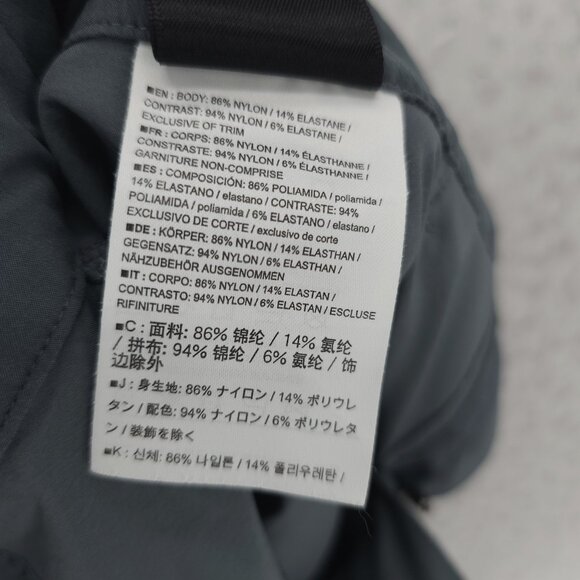 ■EN : BODY: 86% NYLON / 14% ELASTANE /
CONTRAST: 94% NYLON / 6% ELASTANE /
EXCLUSIVE OF TRIM
■FR : CORPS: 86% NYLON / 14% ÉLASTHANNE /
CONSTRASTE: 94% NYLON / 6% ÉLASTHANNE /
GARNITURE NON-COMPRISE
■ES : COMPOSICIÓN: 86% POLIAMIDA / poliamida /
14% ELASTANO / elastano / CONTRASTE: 94%
POLIAMIDA / poliamida / 6% ELASTANO / elastano /
EXCLUSIVO DE CORTE / exclusivo de corte
■DE : KÖRPER: 86% NYLON / 14% ELASTHAN /
GEGENSATZ: 94% NYLON / 6% ELASTHAN /
NÄHZUBEHÖR AUSGENOMMEN
■IT : CORPO: 86% NYLON / 14% ELASTAN /
CONTRASTO: 94% NYLON / 6% ELASTAN / ESCLUSE
RIFINITURE
■C : 面料: 86% 锦纶 / 14% 氨纶
/ 拼布: 94% 锦纶 / 6% 氨纶 / 饰
边除外
■J : 身生地: 86% ナイロン / 14% ポリウレ
タン / 配色: 94% ナイロン / 6% ポリウレタ
ン / 装飾を除く
■K : 신체: 86% 나일론 / 14% 폴리우레탄 /